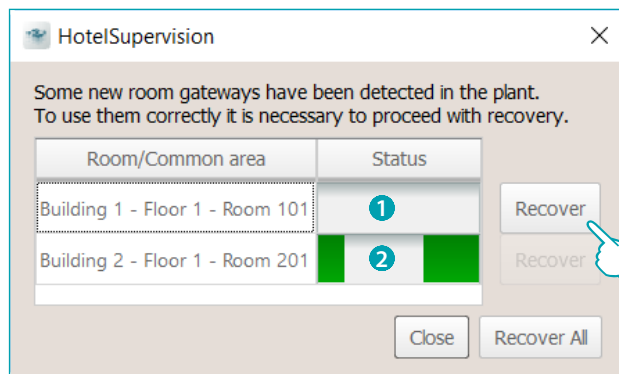 HotelSupervision
Some new room gateways have been detected in the plant.
To use them correctly it is necessary to proceed with recovery.
Room/Common area Status
Building 1 - Floor 1 - Room 101 1 Recover
Building 2 - Floor 1 - Room 201 2 Recover
Close Recover All